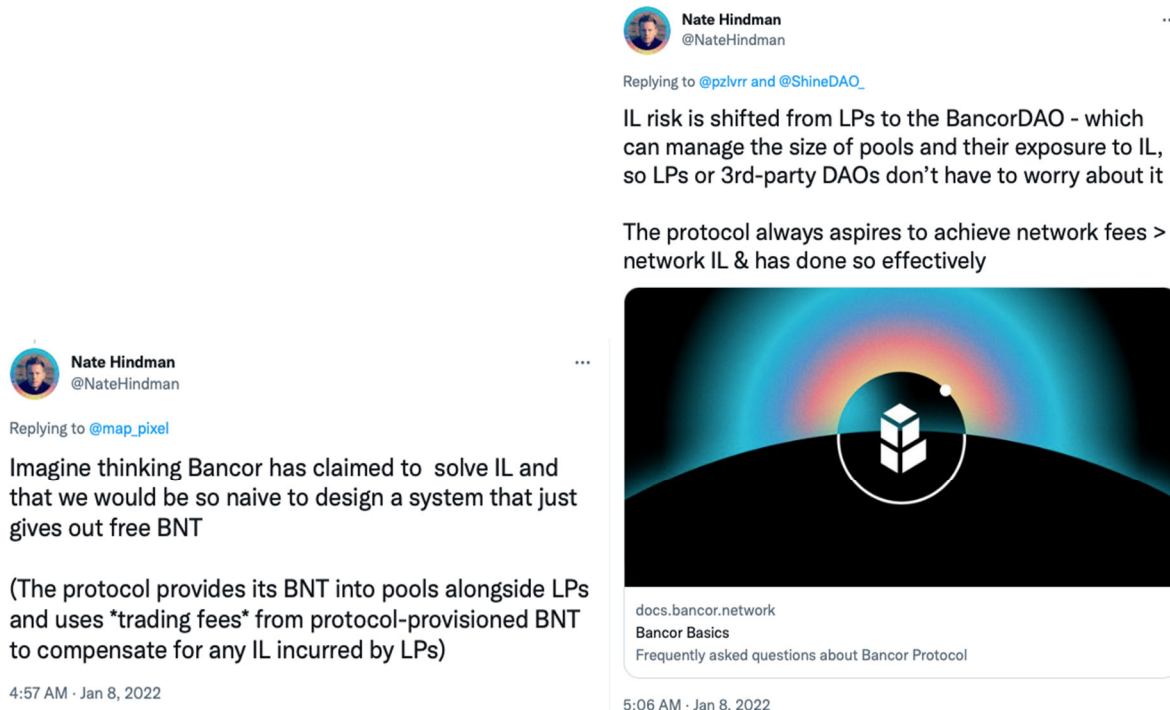 Nate Hindman
@NateHindman
Replying to @map_pixel
Imagine thinking Bancor has claimed to  solve IL and
that we would be so naive to design a system that just
gives out free BNT
(The protocol provides its BNT into pools alongside LPs
and uses *trading fees* from protocol-provisioned BNT
to compensate for any IL incurred by LPs)
4:57 AM · Jan 8, 2022
Nate Hindman
@NateHindman
Replying to @pzlvrr and @ShineDAO_
IL risk is shifted from LPs to the BancorDAO - which
can manage the size of pools and their exposure to IL,
so LPs or 3rd-party DAOs don’t have to worry about it
The protocol always aspires to achieve network fees >
network IL & has done so effectively
docs.bancor.network
Bancor Basics
Frequently asked questions about Bancor Protocol
5:06 AM · Jan 8, 2022